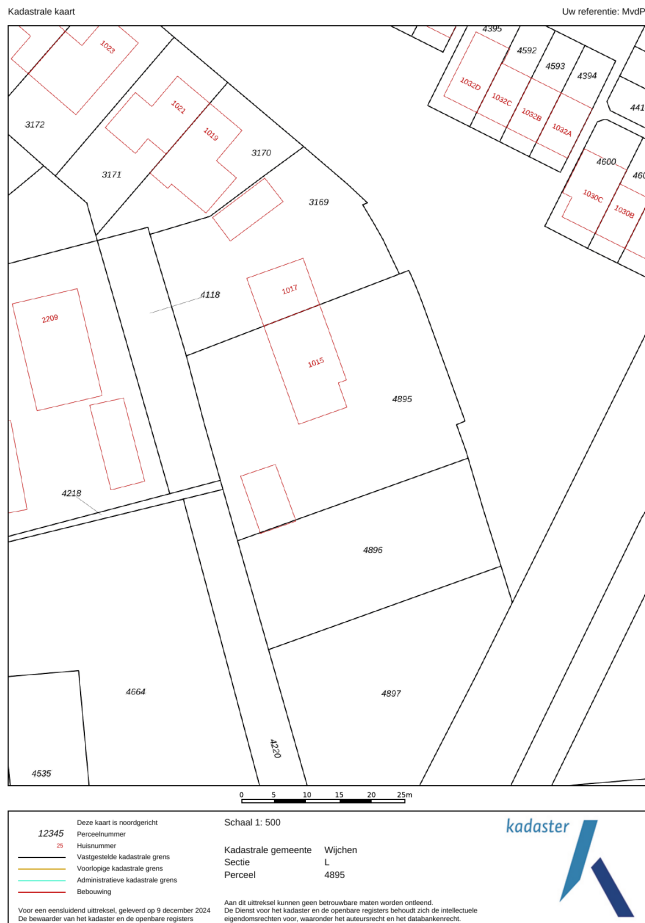 Kadastrale kaart
Uw referentie: MvdP
4395
4592
4593
4394
441
1032D
1032C
1032B
1032A
4600
460
1030C
1030B
1023
3172
1021
1019
3170
3171
3169
4118
1017
2209
1015
4895
4218
4896
4664
4897
4220
4535
0 5 10 15 20 25m
Deze kaart is noordgericht
12345 Perceelnummer
25 Huisnummer
Vastgestelde kadastrale grens
Voorlopige kadastrale grens
Administratieve kadastrale grens
Bebouwing
Voor een eensluidend uittreksel, geleverd op 9 december 2024
De bewaarder van het kadaster en de openbare registers
Schaal 1: 500
Kadastrale gemeente Wijchen
Sectie L
Perceel 4895
Aan dit uittreksel kunnen geen betrouwbare maten worden ontleend.
De Dienst voor het kadaster en de openbare registers behoudt zich de intellectuele
eigendomsrechten voor, waaronder het auteursrecht en het databankenrecht.
kadaster